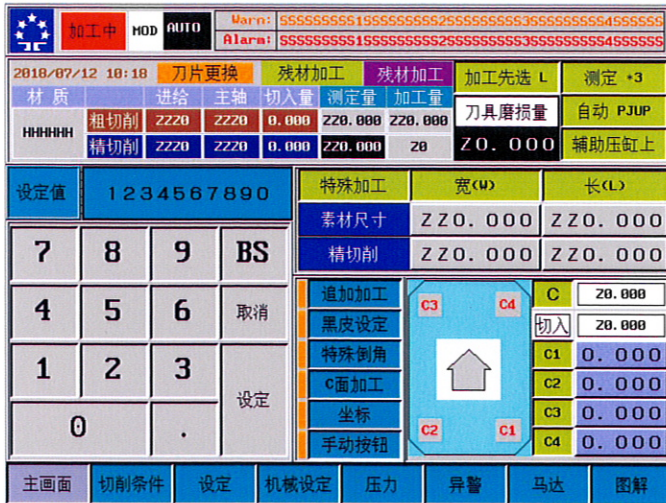 加工中 MOD AUTO Warn: SSSSSSSSS1SSSSSSSSS2SSSSSSSSS3SSSSSSSSS4SSSSSS
Alarm: SSSSSSSSS1SSSSSSSSS2SSSSSSSSS3SSSSSSSSS4SSSSSS
2018/07/12 10:18 刀片更换 残材加工 残材加工 加工先选 L 测定 *3
材 质 进给 主轴 切入量 测定量 加工量 刀具磨损量 自动 PJUP
HHHHHH 粗切削 ZZZ0 ZZZ0 0.000 ZZ0.000 ZZ0.000
精切削 ZZZ0 ZZZ0 0.000 ZZ0.000 Z0 Z0.000 辅助压缸上
设定值 1234567890 特殊加工 宽(W) 长(L)
素材尺寸 ZZ0.000 ZZ0.000
7 8 9 BS 精切削 ZZ0.000 ZZ0.000
追加加工 C3 C4 C Z0.000
4 5 6 取消 黑皮设定 切入 Z0.000
特殊倒角 C1 0.000
1 2 3 设定 C面加工 C2 0.000
坐标 C2 C1 C3 0.000
0 . 手动按钮 C4 0.000
主画面 切削条件 设定 机械设定 压力 异警 马达 图解